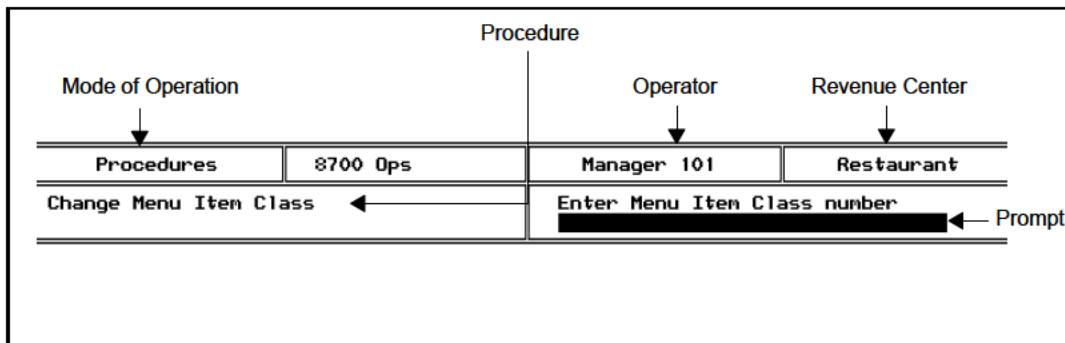 Procedure
Mode of Operation
Operator
Revenue Center
Procedures
8700 Ops
Manager 101
Restaurant
Change Menu Item Class
Enter Menu Item Class number
Prompt